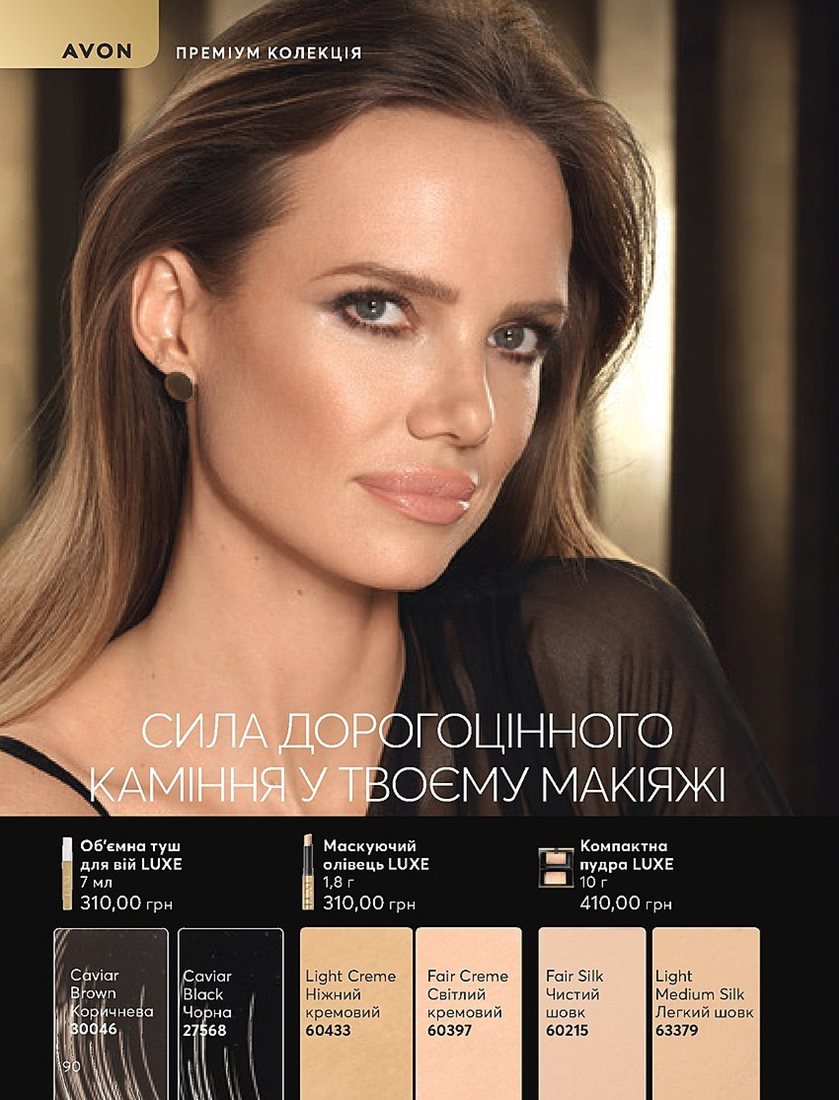 AVON
ПРЕМІУМ КОЛЕКЦІЯ
СИЛА ДОРОГОЦІННОГО
КАМІННЯ У ТВОЄМУ МАКІЯЖІ
Об'ємна туш
для вій LUXE
7 мл
310,00 грн
Маскуючий
олівець LUXE
1,8 г
310,00 грн
Компактна
пудра LUXE
10 г
410,00 грн
Caviar
Brown
Коричнева
30046
Caviar
Black
Чорна
27568
Light Creme
Ніжний
кремовий
60433
Fair Creme
Світлий
кремовий
60397
Fair Silk
Чистий
шовк
60215
Light
Medium Silk
Легкий шовк
63379
90